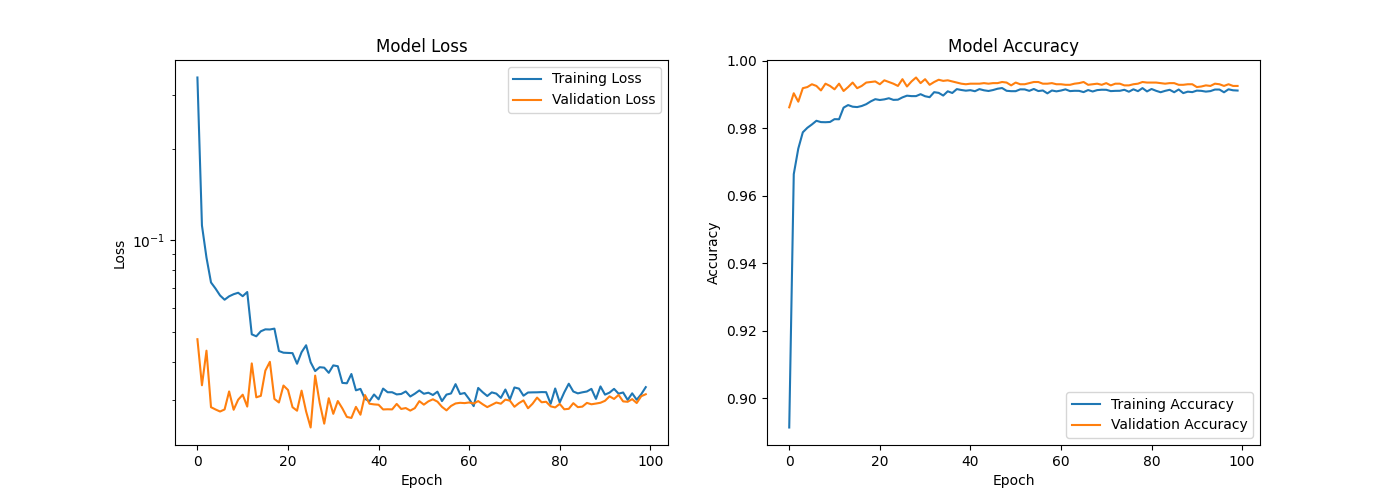 Model Loss
Training Loss
Validation Loss
10⁻¹
Loss
0 20 40 60 80 100
Epoch
Model Accuracy
1.00
0.98
0.96
0.94
0.92
0.90
Accuracy
Training Accuracy
Validation Accuracy
0 20 40 60 80 100
Epoch